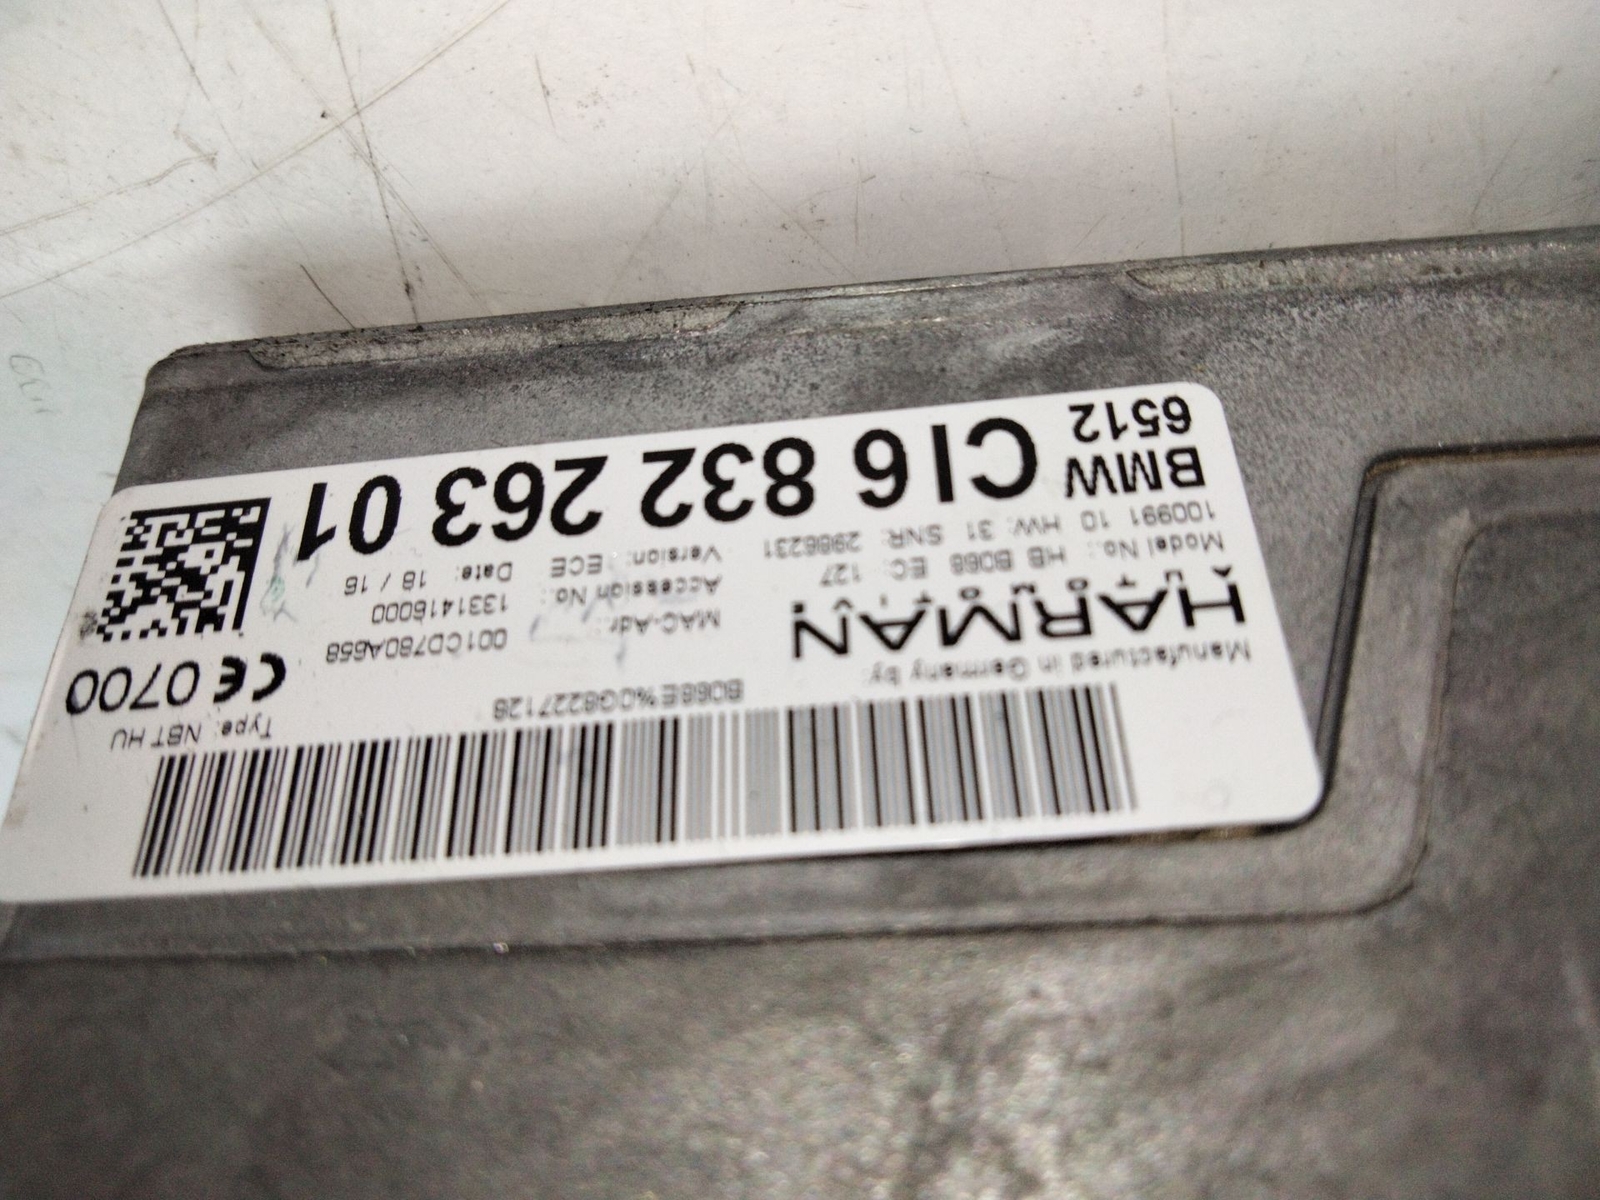 Manufactured in Germany by:
HARMAN
B068E%0G8227128
Type: NBT HU
CE 0700
MAC-Adr.: 001CD780A658
Accession No.: 1331416000
Version: ECE Date: 18 / 16
Model No.: HB B068 EC: 127
100991 10 HW: 31 SNR: 2986231
BMW CI 6 832 263 01
6512